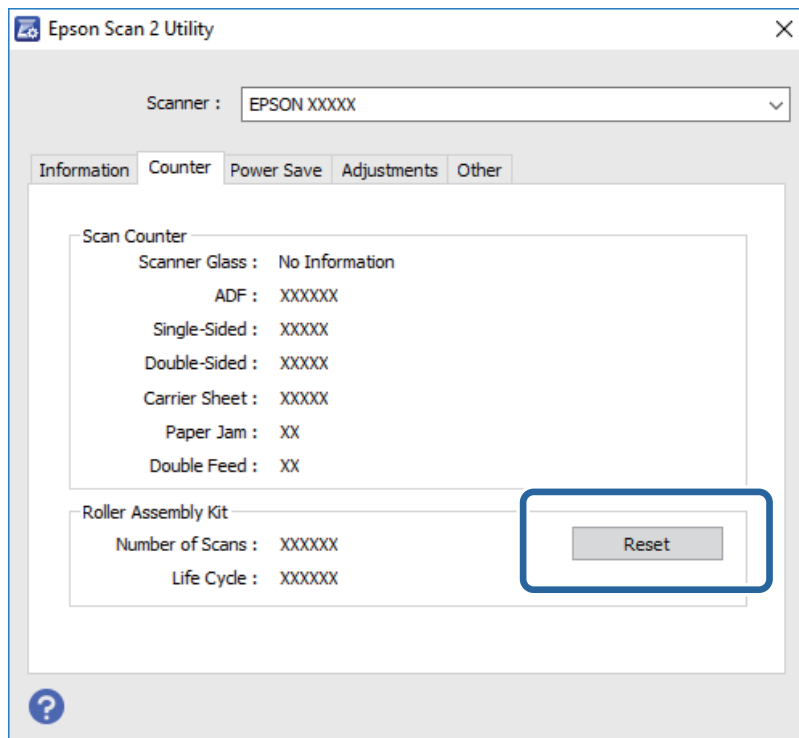 Epson Scan 2 Utility
Scanner : EPSON XXXXX
Information Counter Power Save Adjustments Other
Scan Counter
Scanner Glass : No Information
ADF : XXXXXX
Single-Sided : XXXXX
Double-Sided : XXXXX
Carrier Sheet : XXXXX
Paper Jam : XX
Double Feed : XX
Roller Assembly Kit
Number of Scans : XXXXXX Reset
Life Cycle : XXXXXX
?